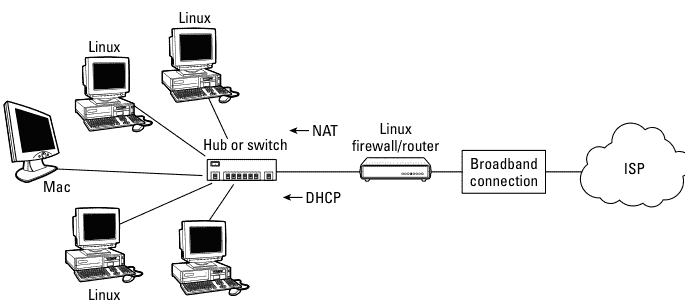 Linux
Linux
Mac
Linux
Hub or switch
NAT
DHCP
Linux
firewall/router
Broadband
connection
ISP